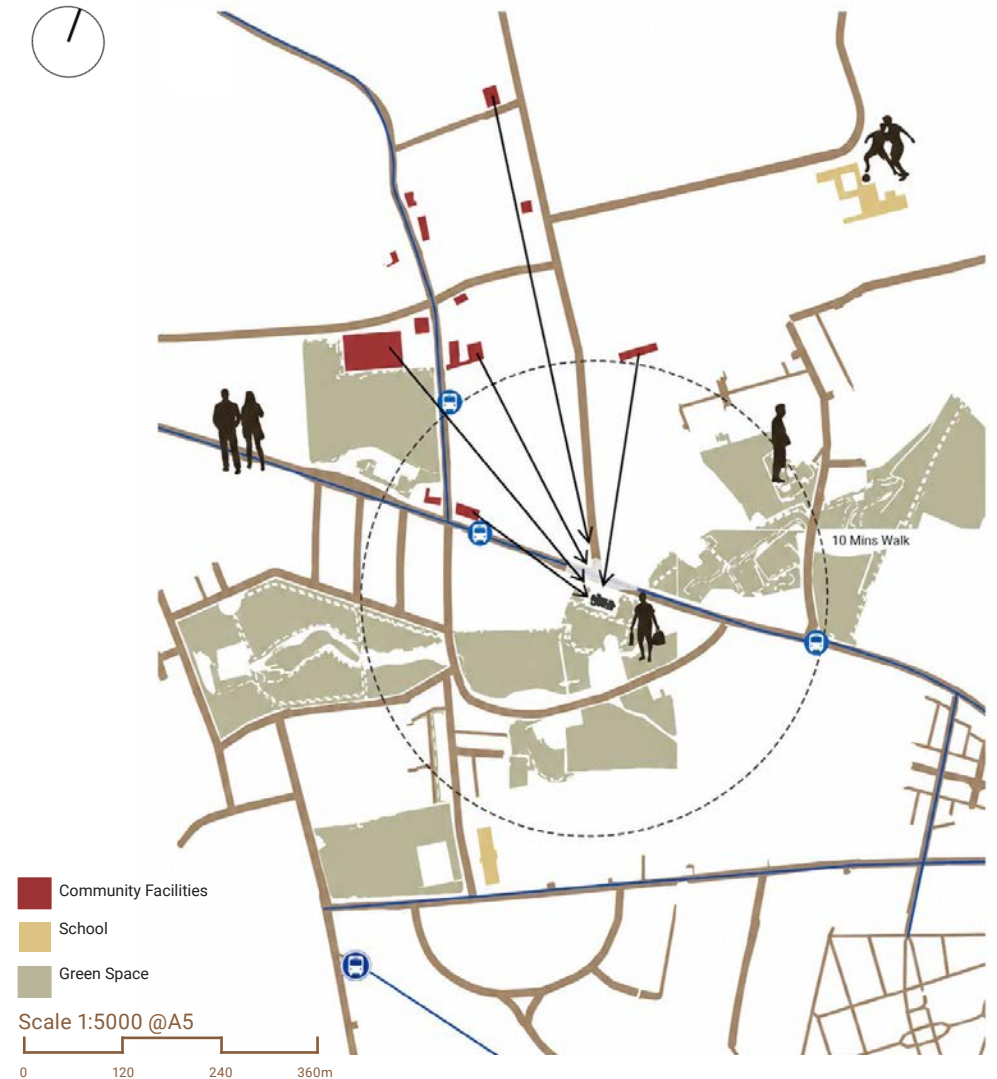 10 Mins Walk
Community Facilities
School
Green Space
Scale 1:5000 @A5
0 120 240 360m